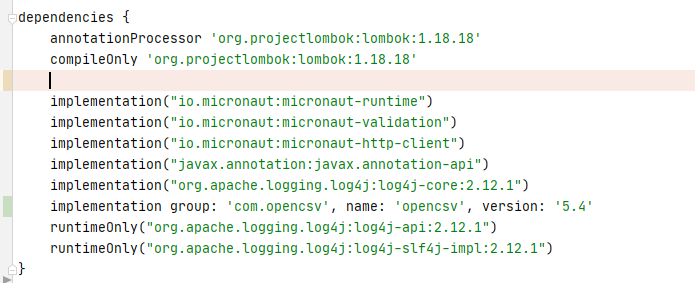 dependencies {
    annotationProcessor 'org.projectlombok:lombok:1.18.18'
    compileOnly 'org.projectlombok:lombok:1.18.18'
    implementation("io.micronaut:micronaut-runtime")
    implementation("io.micronaut:micronaut-validation")
    implementation("io.micronaut:micronaut-http-client")
    implementation("javax.annotation:javax.annotation-api")
    implementation("org.apache.logging.log4j:log4j-core:2.12.1")
    implementation group: 'com.opencsv', name: 'opencsv', version: '5.4'
    runtimeOnly("org.apache.logging.log4j:log4j-api:2.12.1")
    runtimeOnly("org.apache.logging.log4j:log4j-slf4j-impl:2.12.1")
}